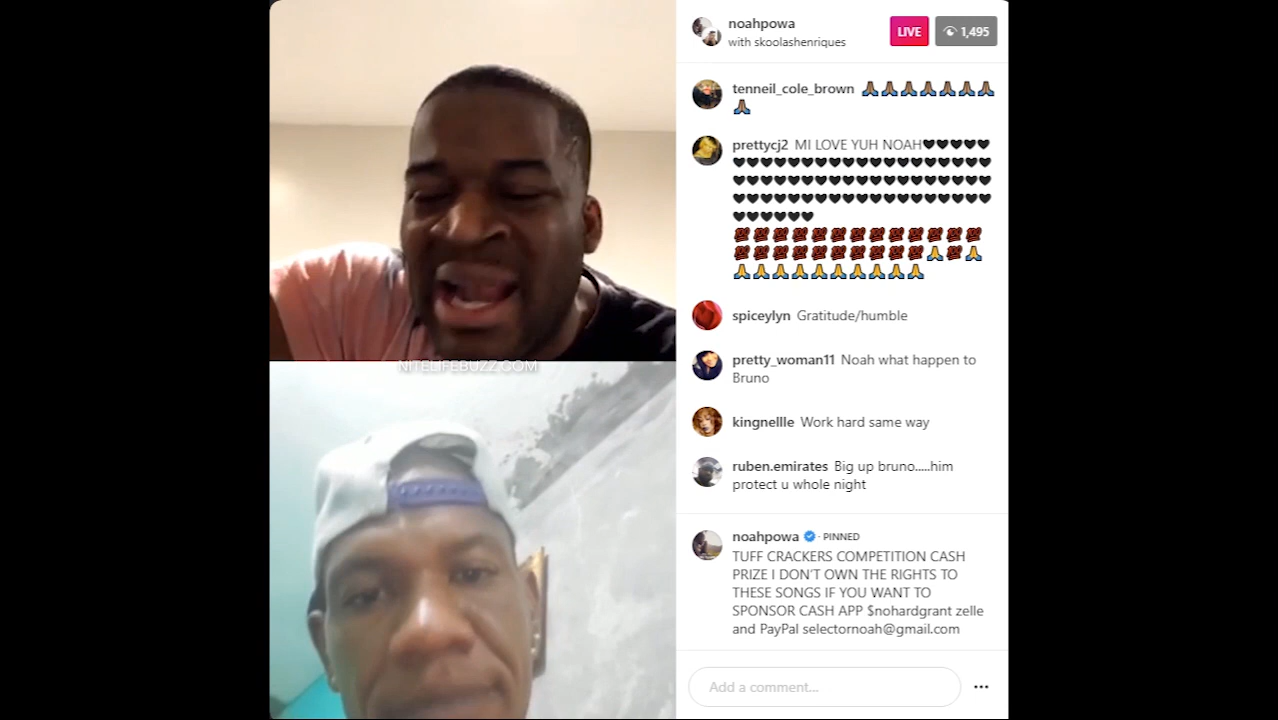 noahpowa
with skoolashenriques
LIVE
1,495
tenneil_cole_brown 🙏🏾🙏🏾🙏🏾🙏🏾🙏🏾🙏🏾🙏🏾
🙏🏾
prettycj2 MI LOVE YUH NOAH🖤🖤🖤🖤🖤
🖤🖤🖤🖤🖤🖤🖤🖤🖤🖤🖤🖤🖤🖤🖤🖤🖤🖤🖤
🖤🖤🖤🖤🖤🖤🖤🖤🖤🖤🖤🖤🖤🖤🖤🖤🖤🖤🖤
🖤🖤🖤🖤🖤🖤🖤🖤🖤🖤🖤🖤🖤🖤🖤🖤🖤🖤🖤
🖤🖤🖤🖤🖤🖤
💯💯💯💯💯💯💯💯💯💯💯💯💯
💯💯💯💯💯💯💯💯💯💯🙏💯🙏
🙏🙏🙏🙏🙏🙏🙏🙏🙏🙏
spiceylyn Gratitude/humble
pretty_woman11 Noah what happen to
Bruno
kingnellle Work hard same way
ruben.emirates Big up bruno.....him
protect u whole night
noahpowa · PINNED
TUFF CRACKERS COMPETITION CASH
PRIZE I DON'T OWN THE RIGHTS TO
THESE SONGS IF YOU WANT TO
SPONSOR CASH APP $nohardgrant zelle
and PayPal selectornoah@gmail.com
Add a comment...
NITELIFEBUZZ.COM